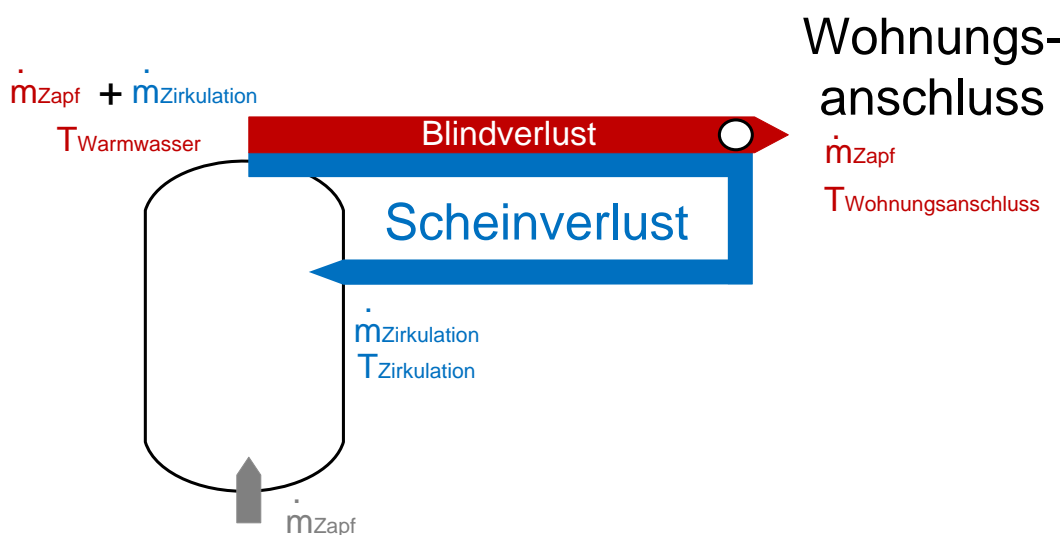 Wohnungs-
anschluss
ṁZapf + ṁZirkulation
TWarmwasser
Blindverlust
ṁZapf
TWohnungsanschluss
Scheinverlust
ṁZirkulation
TZirkulation
ṁZapf